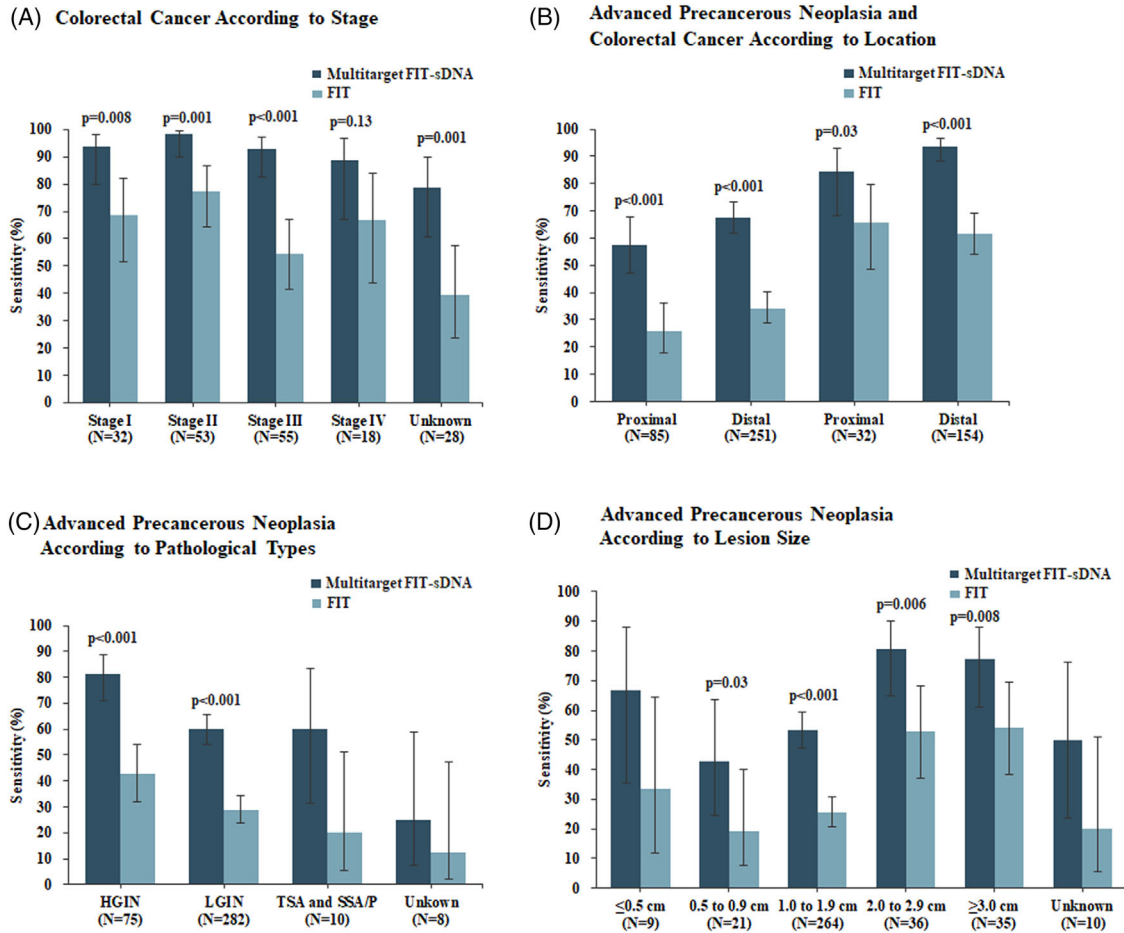 (A) Colorectal Cancer According to Stage
Multitarget FIT-sDNA
FIT
p=0.008
p=0.001
p<0.001
p=0.13
p=0.001
Sensitivity (%)
100
90
80
70
60
50
40
30
20
10
0
Stage I
(N=32)
Stage II
(N=53)
Stage III
(N=55)
Stage IV
(N=18)
Unknown
(N=28)
(B) Advanced Precancerous Neoplasia and
Colorectal Cancer According to Location
Multitarget FIT-sDNA
FIT
p<0.001
p<0.001
p=0.03
p<0.001
Sensitivity (%)
100
90
80
70
60
50
40
30
20
10
0
Proximal
(N=85)
Distal
(N=251)
Proximal
(N=32)
Distal
(N=154)
(C) Advanced Precancerous Neoplasia
According to Pathological Types
Multitarget FIT-sDNA
FIT
p<0.001
p<0.001
Sensitivity (%)
100
90
80
70
60
50
40
30
20
10
0
HGIN
(N=75)
LGIN
(N=282)
TSA and SSA/P
(N=10)
Unkown
(N=8)
(D) Advanced Precancerous Neoplasia
According to Lesion Size
Multitarget FIT-sDNA
FIT
p=0.03
p<0.001
p=0.006
p=0.008
Sensitivity (%)
100
90
80
70
60
50
40
30
20
10
0
≤0.5 cm
(N=9)
0.5 to 0.9 cm
(N=21)
1.0 to 1.9 cm
(N=264)
2.0 to 2.9 cm
(N=36)
≥3.0 cm
(N=35)
Unknown
(N=10)